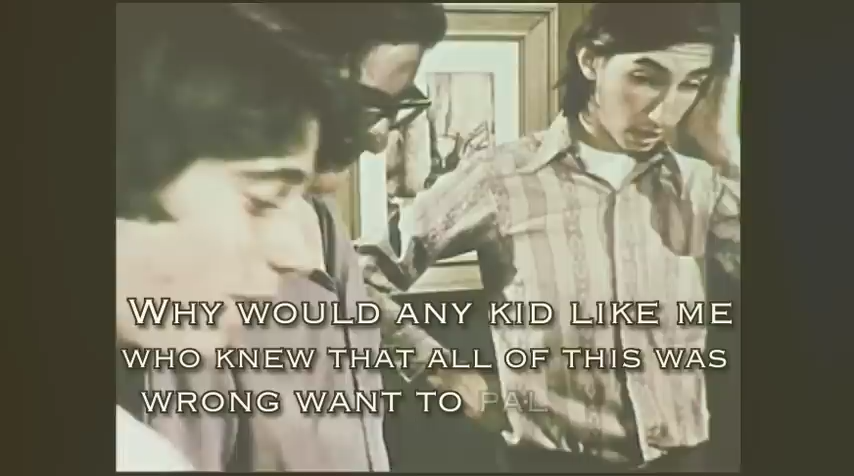 WHY WOULD ANY KID LIKE ME
WHO KNEW THAT ALL OF THIS WAS
WRONG WANT TO PAL